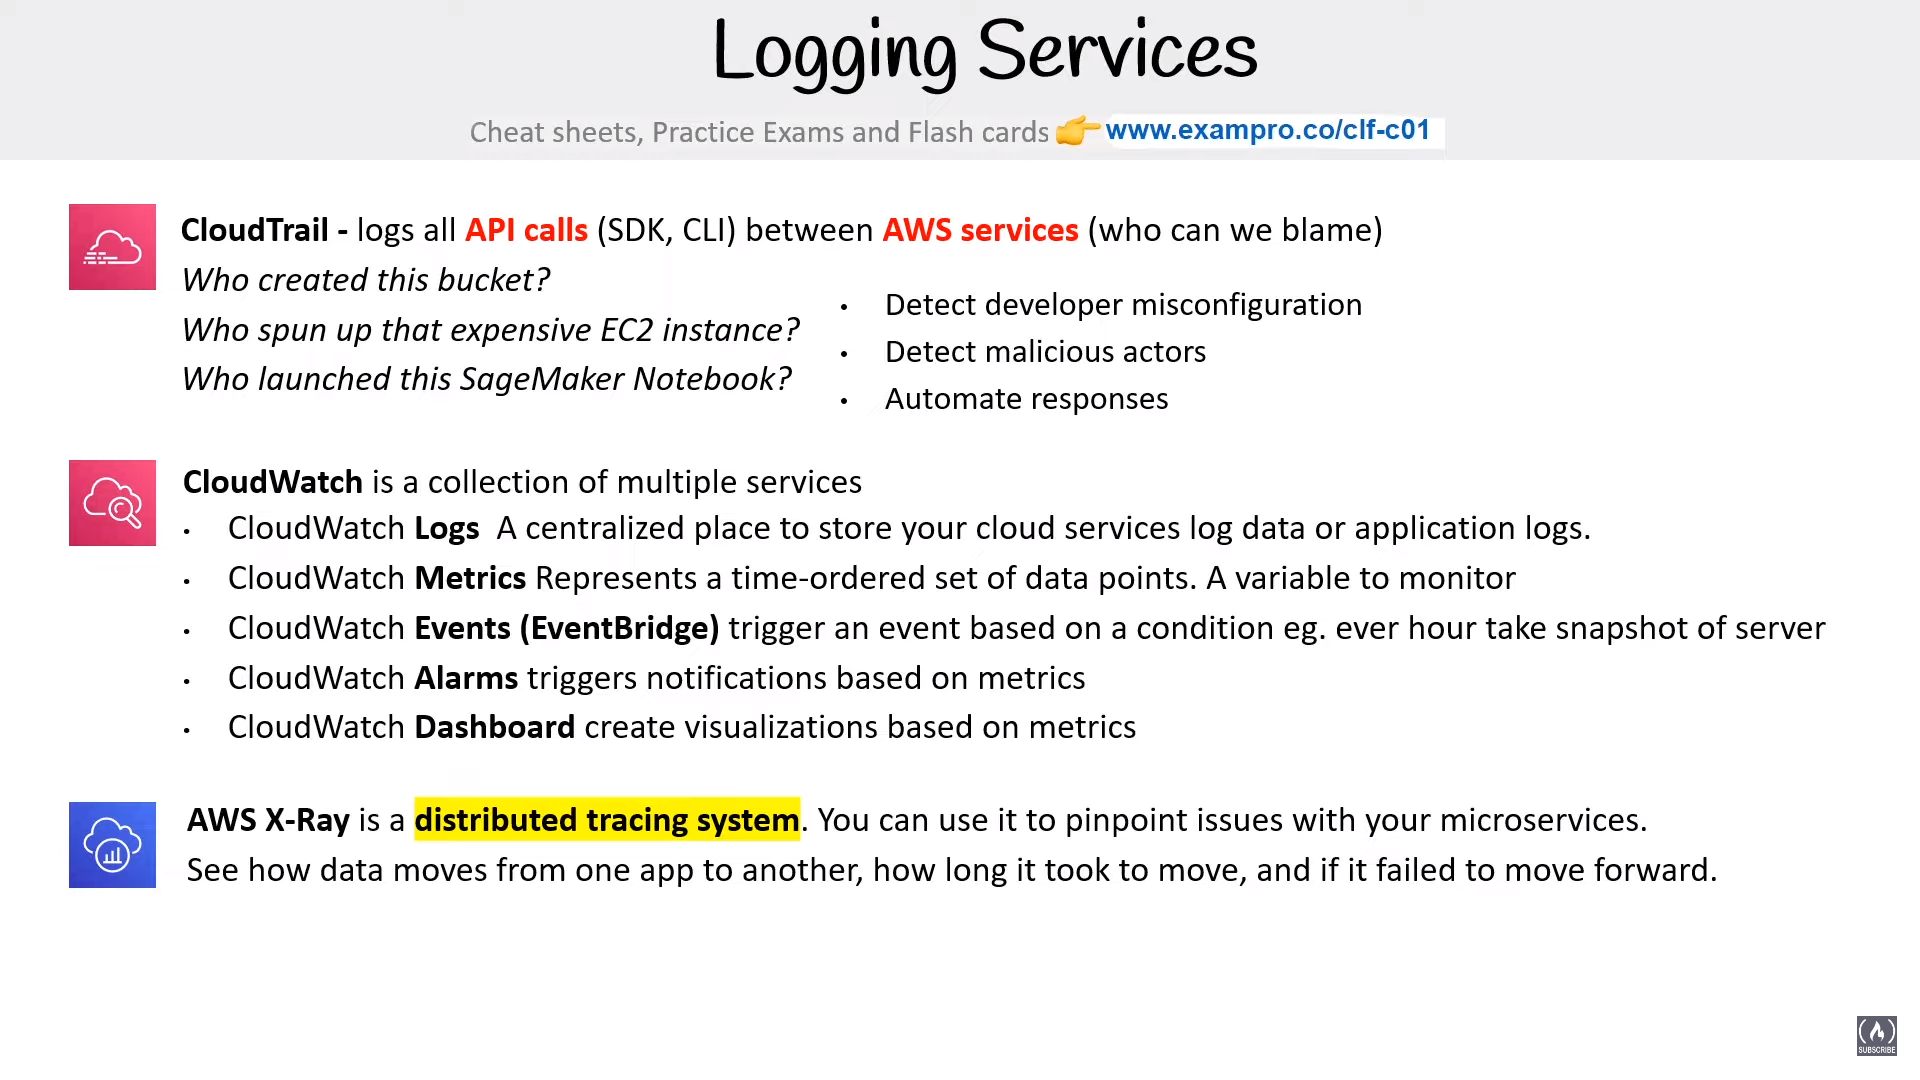 Logging Services
Cheat sheets, Practice Exams and Flash cards 👉 www.exampro.co/clf-c01
CloudTrail - logs all API calls (SDK, CLI) between AWS services (who can we blame)
Who created this bucket?
Who spun up that expensive EC2 instance?
Who launched this SageMaker Notebook?
• Detect developer misconfiguration
• Detect malicious actors
• Automate responses
CloudWatch is a collection of multiple services
• CloudWatch Logs A centralized place to store your cloud services log data or application logs.
• CloudWatch Metrics Represents a time-ordered set of data points. A variable to monitor
• CloudWatch Events (EventBridge) trigger an event based on a condition eg. ever hour take snapshot of server
• CloudWatch Alarms triggers notifications based on metrics
• CloudWatch Dashboard create visualizations based on metrics
AWS X-Ray is a distributed tracing system. You can use it to pinpoint issues with your microservices.
See how data moves from one app to another, how long it took to move, and if it failed to move forward.
SUBSCRIBE